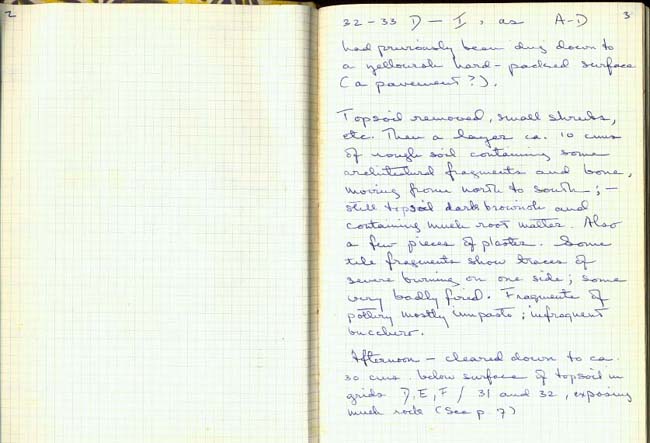 2
3
32-33 D-I, as A-D
had previously been dug down to
a yellowish hard-packed surface
(a pavement?).
Topsoil removed, small shrubs,
etc. Then a layer ca. 10 cms
of rough soil containing some
architectural fragments and bone,
moving from north to south; -
still topsoil dark brownish and
containing much root matter. Also
a few pieces of plaster. Some
tile fragments show traces of
severe burning on one side; some
very badly fired. Fragments of
pottery mostly impasto; infrequent
bucchero.
Afternoon - cleared down to ca.
30 cms. below surface of topsoil in
grids D, E, F / 31 and 32, exposing
much rock (See p. 7)